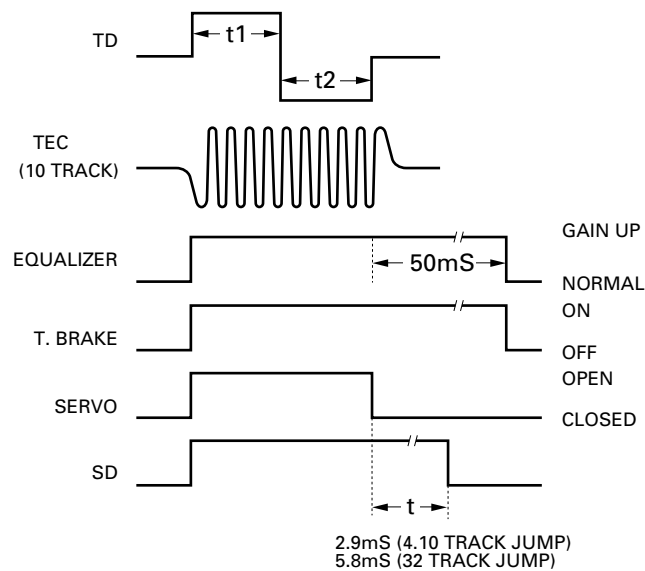 TD
t1
t2
TEC
(10 TRACK)
EQUALIZER
50mS
GAIN UP
NORMAL
T. BRAKE
ON
OFF
SERVO
OPEN
CLOSED
SD
t
2.9mS (4.10 TRACK JUMP)
5.8mS (32 TRACK JUMP)